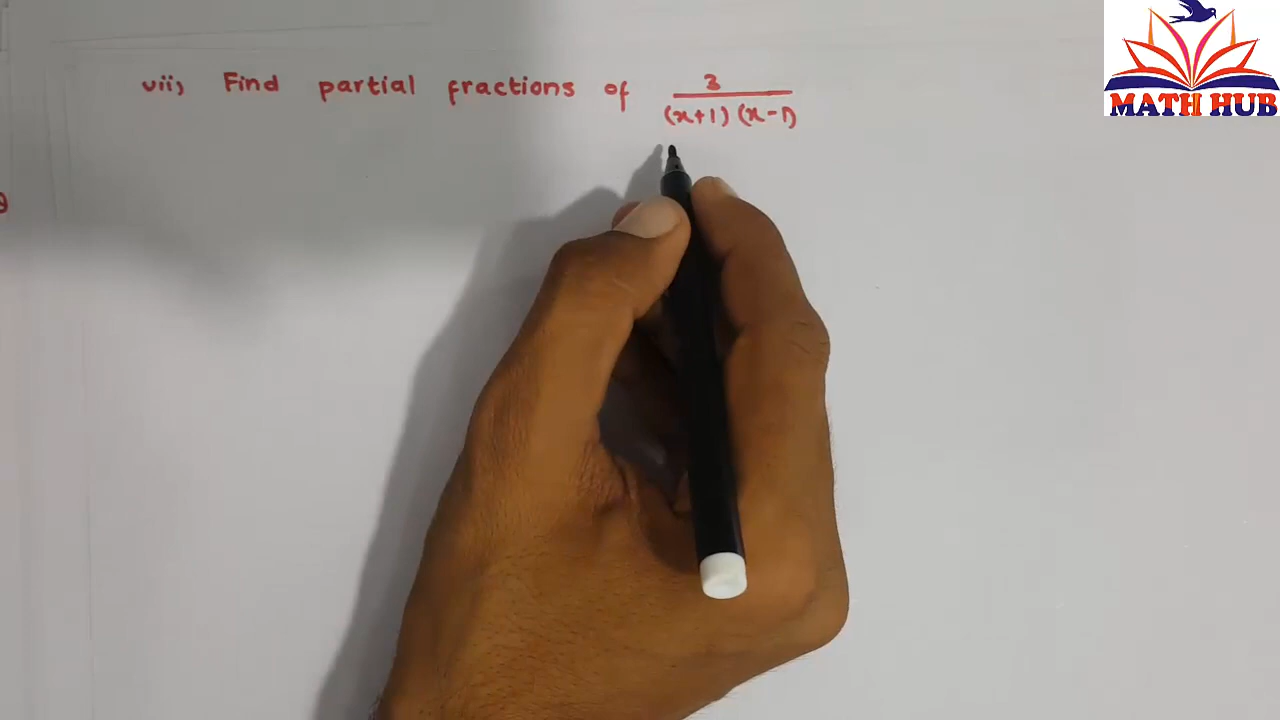 vii) Find partial fractions of 3/(x+1)(x-1)
MATH HUB